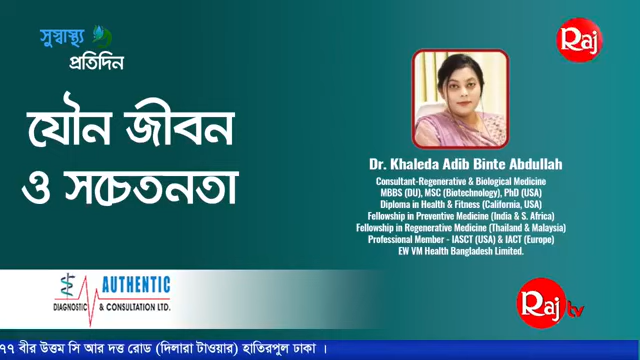 সুস্বাস্থ্য
প্রতিদিন
যৌন জীবন
ও সচেতনতা
Raj
Dr. Khaleda Adib Binte Abdullah
Consultant-Regenerative & Biological Medicine
MBBS (DU), MSC (Biotechnology), PhD (USA)
Diploma in Health & Fitness (California, USA)
Fellowship in Preventive Medicine (India & S. Africa)
Fellowship in Regenerative Medicine (Thailand & Malaysia)
Professional Member - IASCT (USA) & IACT (Europe)
EW VM Health Bangladesh Limited.
AUTHENTIC
DIAGNOSTIC & CONSULTATION LTD.
Raj tv
৭৭ বীর উত্তম সি আর দত্ত রোড (দিলারা টাওয়ার) হাতিরপুল ঢাকা ।